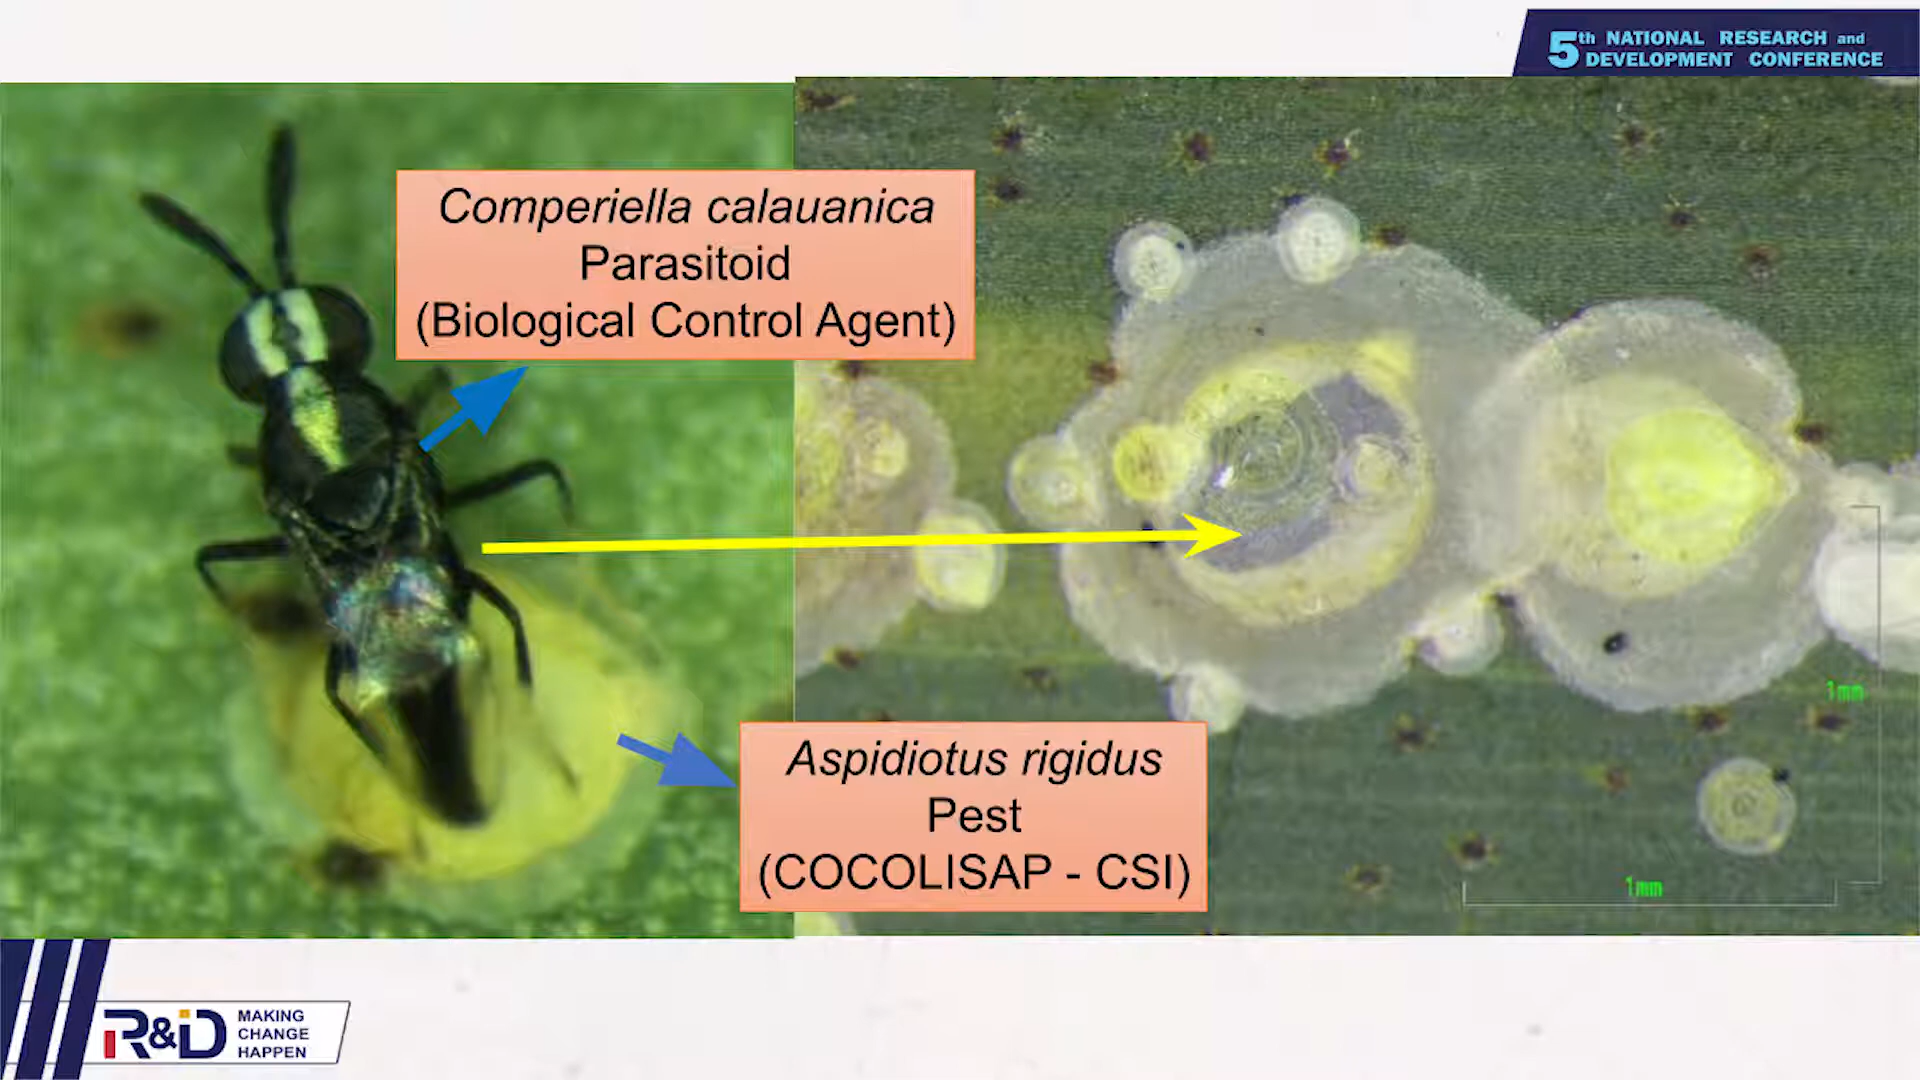 5th NATIONAL RESEARCH and
DEVELOPMENT CONFERENCE
Comperiella calauanica
Parasitoid
(Biological Control Agent)
Aspidiotus rigidus
Pest
(COCOLISAP - CSI)
1mm
1mm
R&D
MAKING
CHANGE
HAPPEN